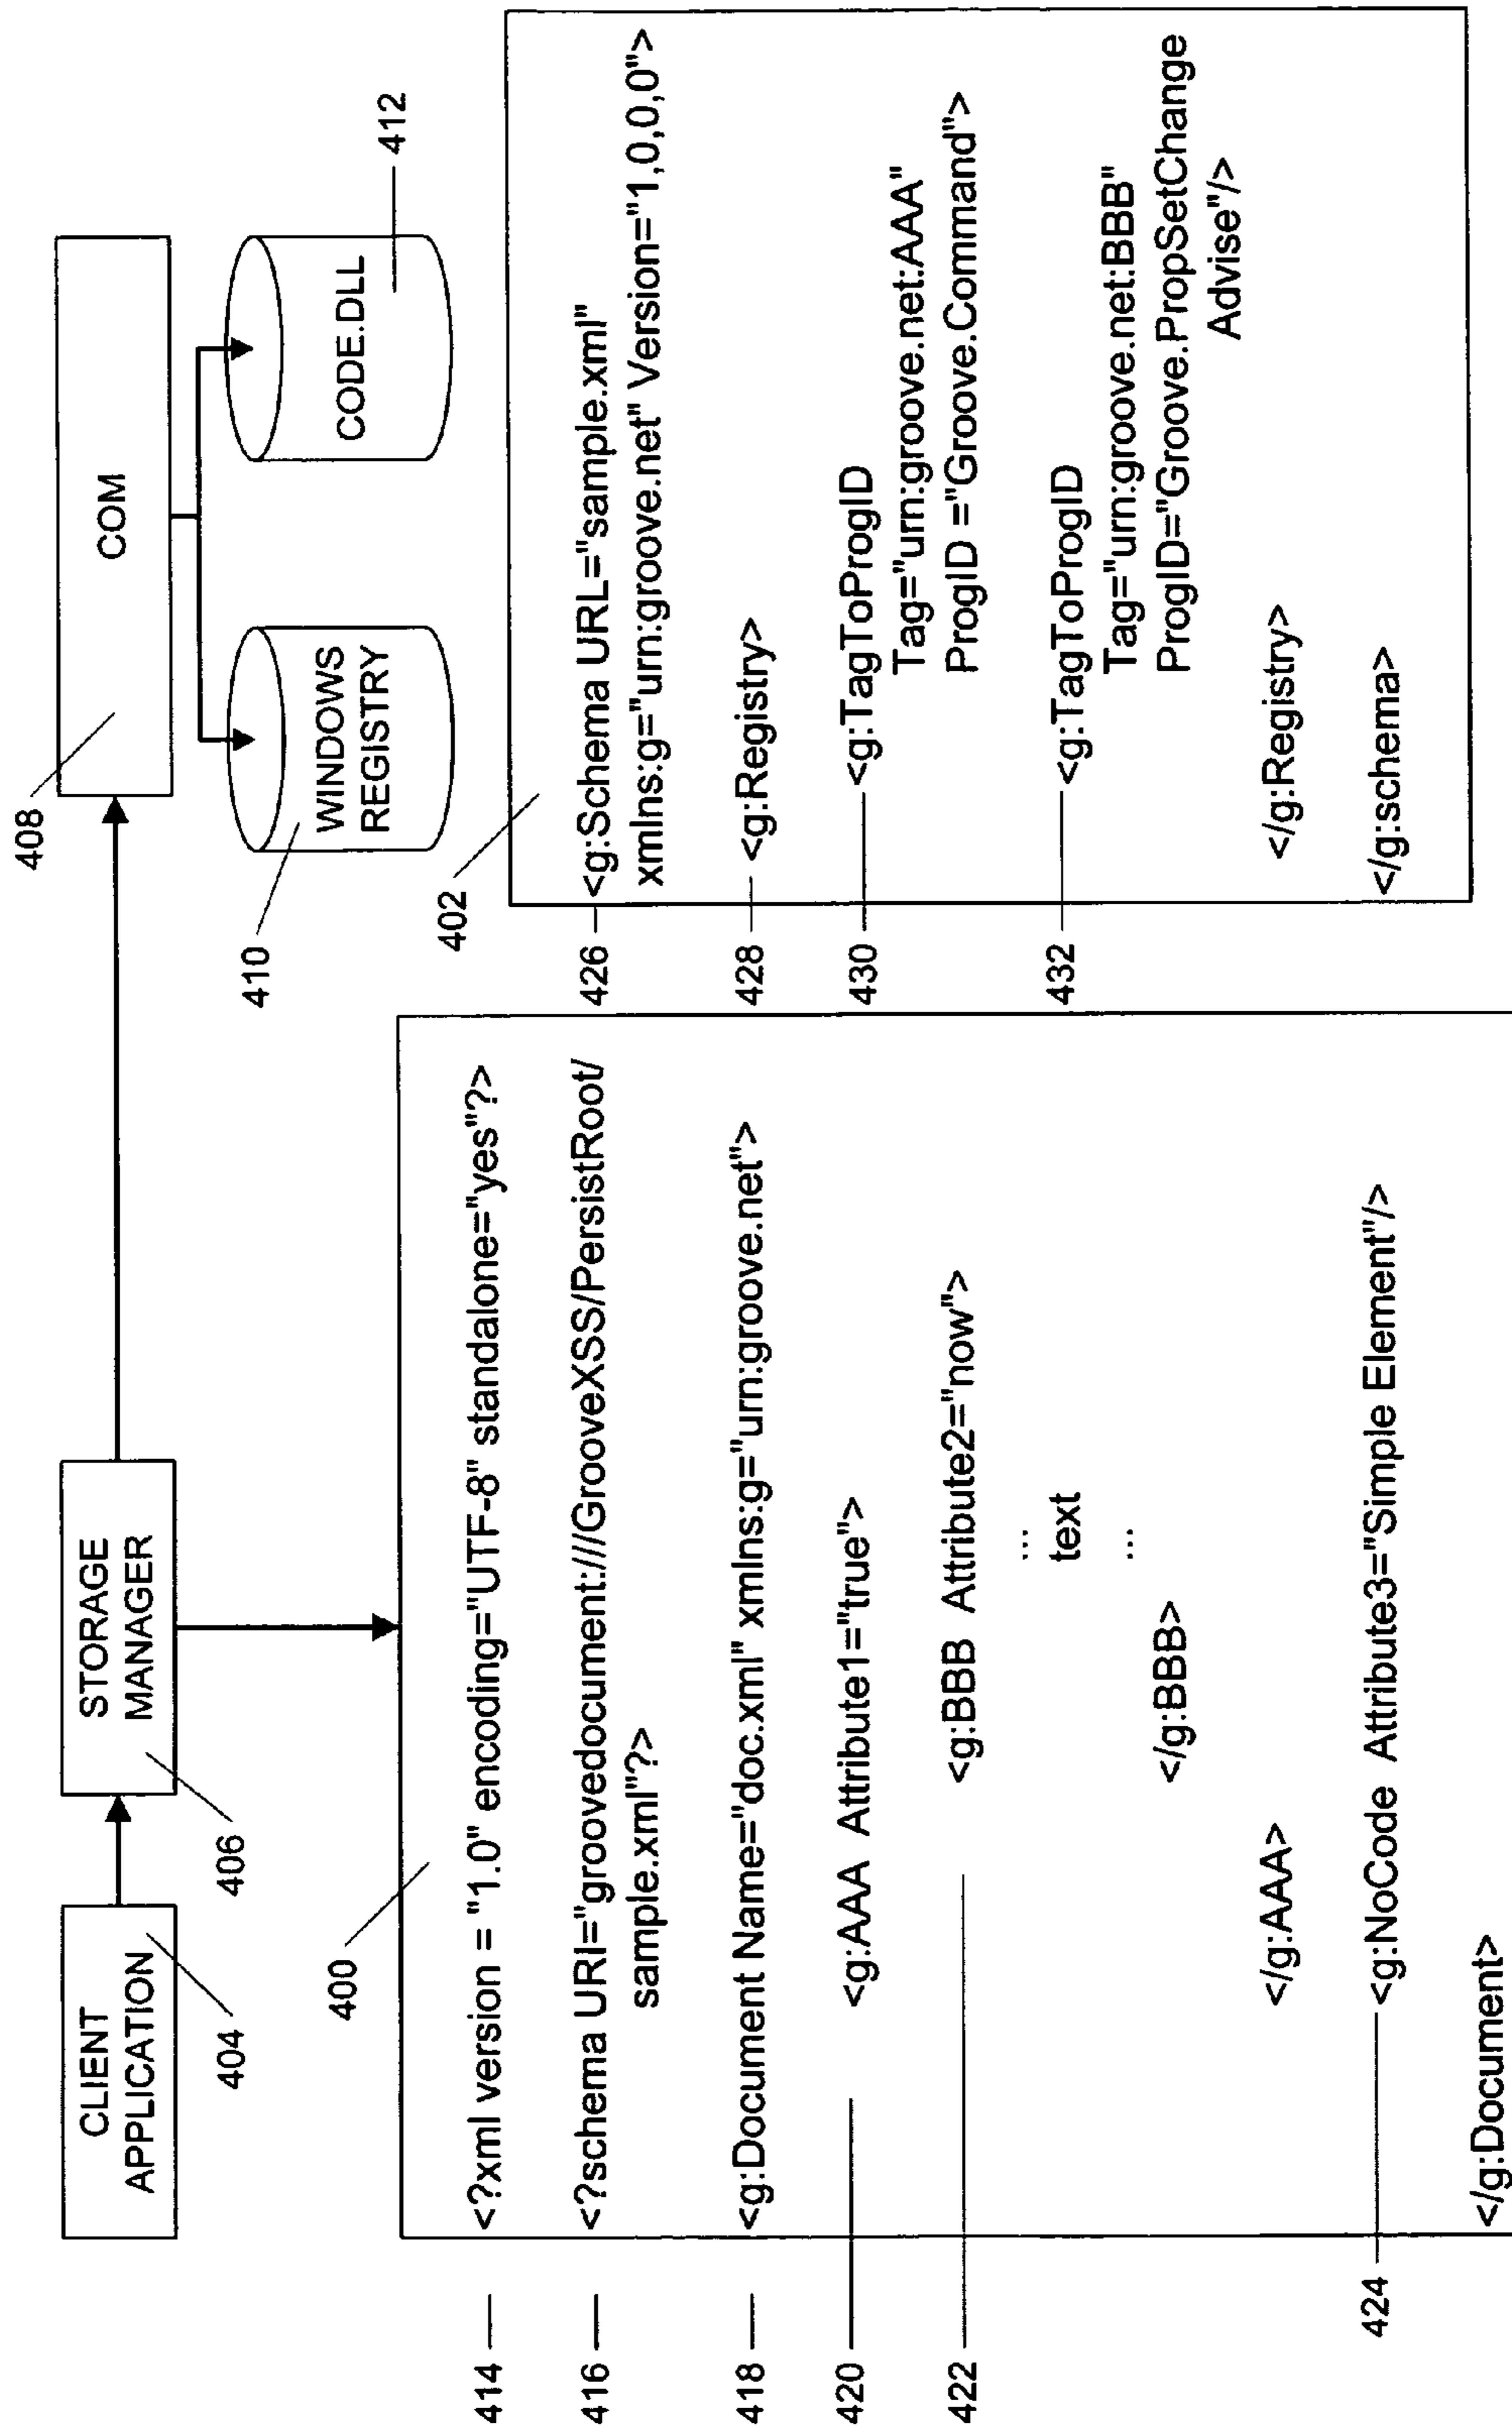 CLIENT
APPLICATION
404
STORAGE
MANAGER
406
408
COM
410
WINDOWS
REGISTRY
CODE.DLL
412
400
414
<?xml version = "1.0" encoding="UTF-8" standalone="yes"?>
416
<?schema URI="groovedocument:///GrooveXSS/PersistRoot/
sample.xml"?>
418
<g:Document Name="doc.xml" xmlns:g="urn:groove.net">
420
<g:AAA Attribute1="true">
422
<g:BBB Attribute2="now">
...
text
...
</g:BBB>
</g:AAA>
424
<g:NoCode Attribute3="Simple Element"/>
</g:Document>
402
426
<g:Schema URL="sample.xml"
xmlns:g="urn:groove.net" Version="1,0,0,0">
428
<g:Registry>
430
<g:TagToProgID
Tag="urn:groove.net:AAA"
ProgID ="Groove.Command">
432
<g:TagToProgID
Tag="urn:groove.net:BBB"
ProgID="Groove.PropSetChange
Advise"/>
</g:Registry>
</g:schema>